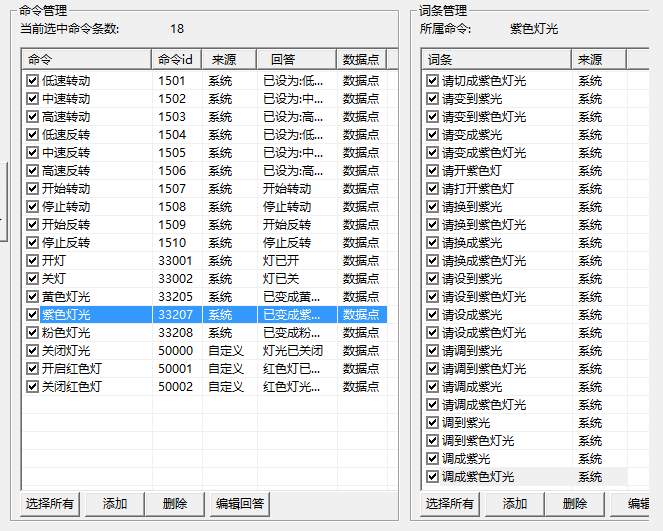 命令管理
当前选中命令条数: 18
命令 命令id 来源 回答 数据点
低速转动 1501 系统 已设为:低... 数据点
中速转动 1502 系统 已设为:中... 数据点
高速转动 1503 系统 已设为:高... 数据点
低速反转 1504 系统 已设为:低... 数据点
中速反转 1505 系统 已设为:中... 数据点
高速反转 1506 系统 已设为:高... 数据点
开始转动 1507 系统 开始转动 数据点
停止转动 1508 系统 停止转动 数据点
开始反转 1509 系统 开始反转 数据点
停止反转 1510 系统 停止反转 数据点
开灯 33001 系统 灯已开 数据点
关灯 33002 系统 灯已关 数据点
黄色灯光 33205 系统 已变成黄... 数据点
紫色灯光 33207 系统 已变成紫... 数据点
粉色灯光 33208 系统 已变成粉... 数据点
关闭灯光 50000 自定义 灯光已关闭 数据点
开启红色灯 50001 自定义 红色灯已... 数据点
关闭红色灯 50002 自定义 红色灯光... 数据点
选择所有 添加 删除 编辑回答
词条管理
所属命令: 紫色灯光
词条 来源
请切成紫色灯光 系统
请变到紫光 系统
请变到紫色灯光 系统
请变成紫光 系统
请变成紫色灯光 系统
请开紫色灯 系统
请打开紫色灯 系统
请换到紫光 系统
请换到紫色灯光 系统
请换成紫光 系统
请换成紫色灯光 系统
请设到紫光 系统
请设到紫色灯光 系统
请设成紫光 系统
请设成紫色灯光 系统
请调到紫光 系统
请调到紫色灯光 系统
请调成紫光 系统
请调成紫色灯光 系统
调到紫光 系统
调到紫色灯光 系统
调成紫光 系统
调成紫色灯光 系统
选择所有 添加 删除 编辑